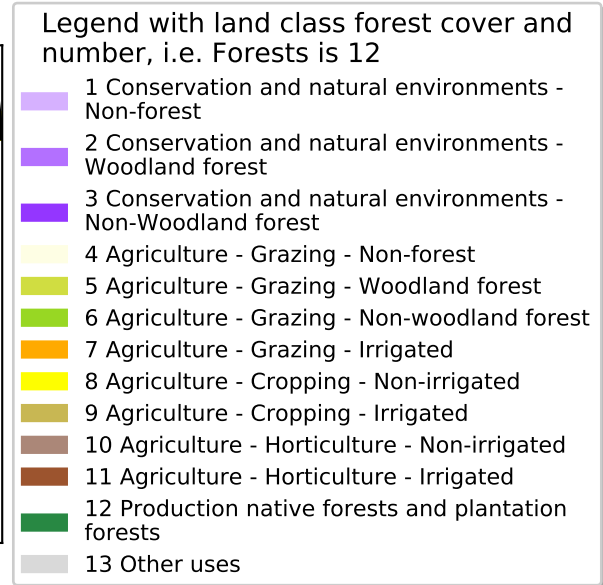 Legend with land class forest cover and
number, i.e. Forests is 12
1 Conservation and natural environments -
Non-forest
2 Conservation and natural environments -
Woodland forest
3 Conservation and natural environments -
Non-Woodland forest
4 Agriculture - Grazing - Non-forest
5 Agriculture - Grazing - Woodland forest
6 Agriculture - Grazing - Non-woodland forest
7 Agriculture - Grazing - Irrigated
8 Agriculture - Cropping - Non-irrigated
9 Agriculture - Cropping - Irrigated
10 Agriculture - Horticulture - Non-irrigated
11 Agriculture - Horticulture - Irrigated
12 Production native forests and plantation
forests
13 Other uses